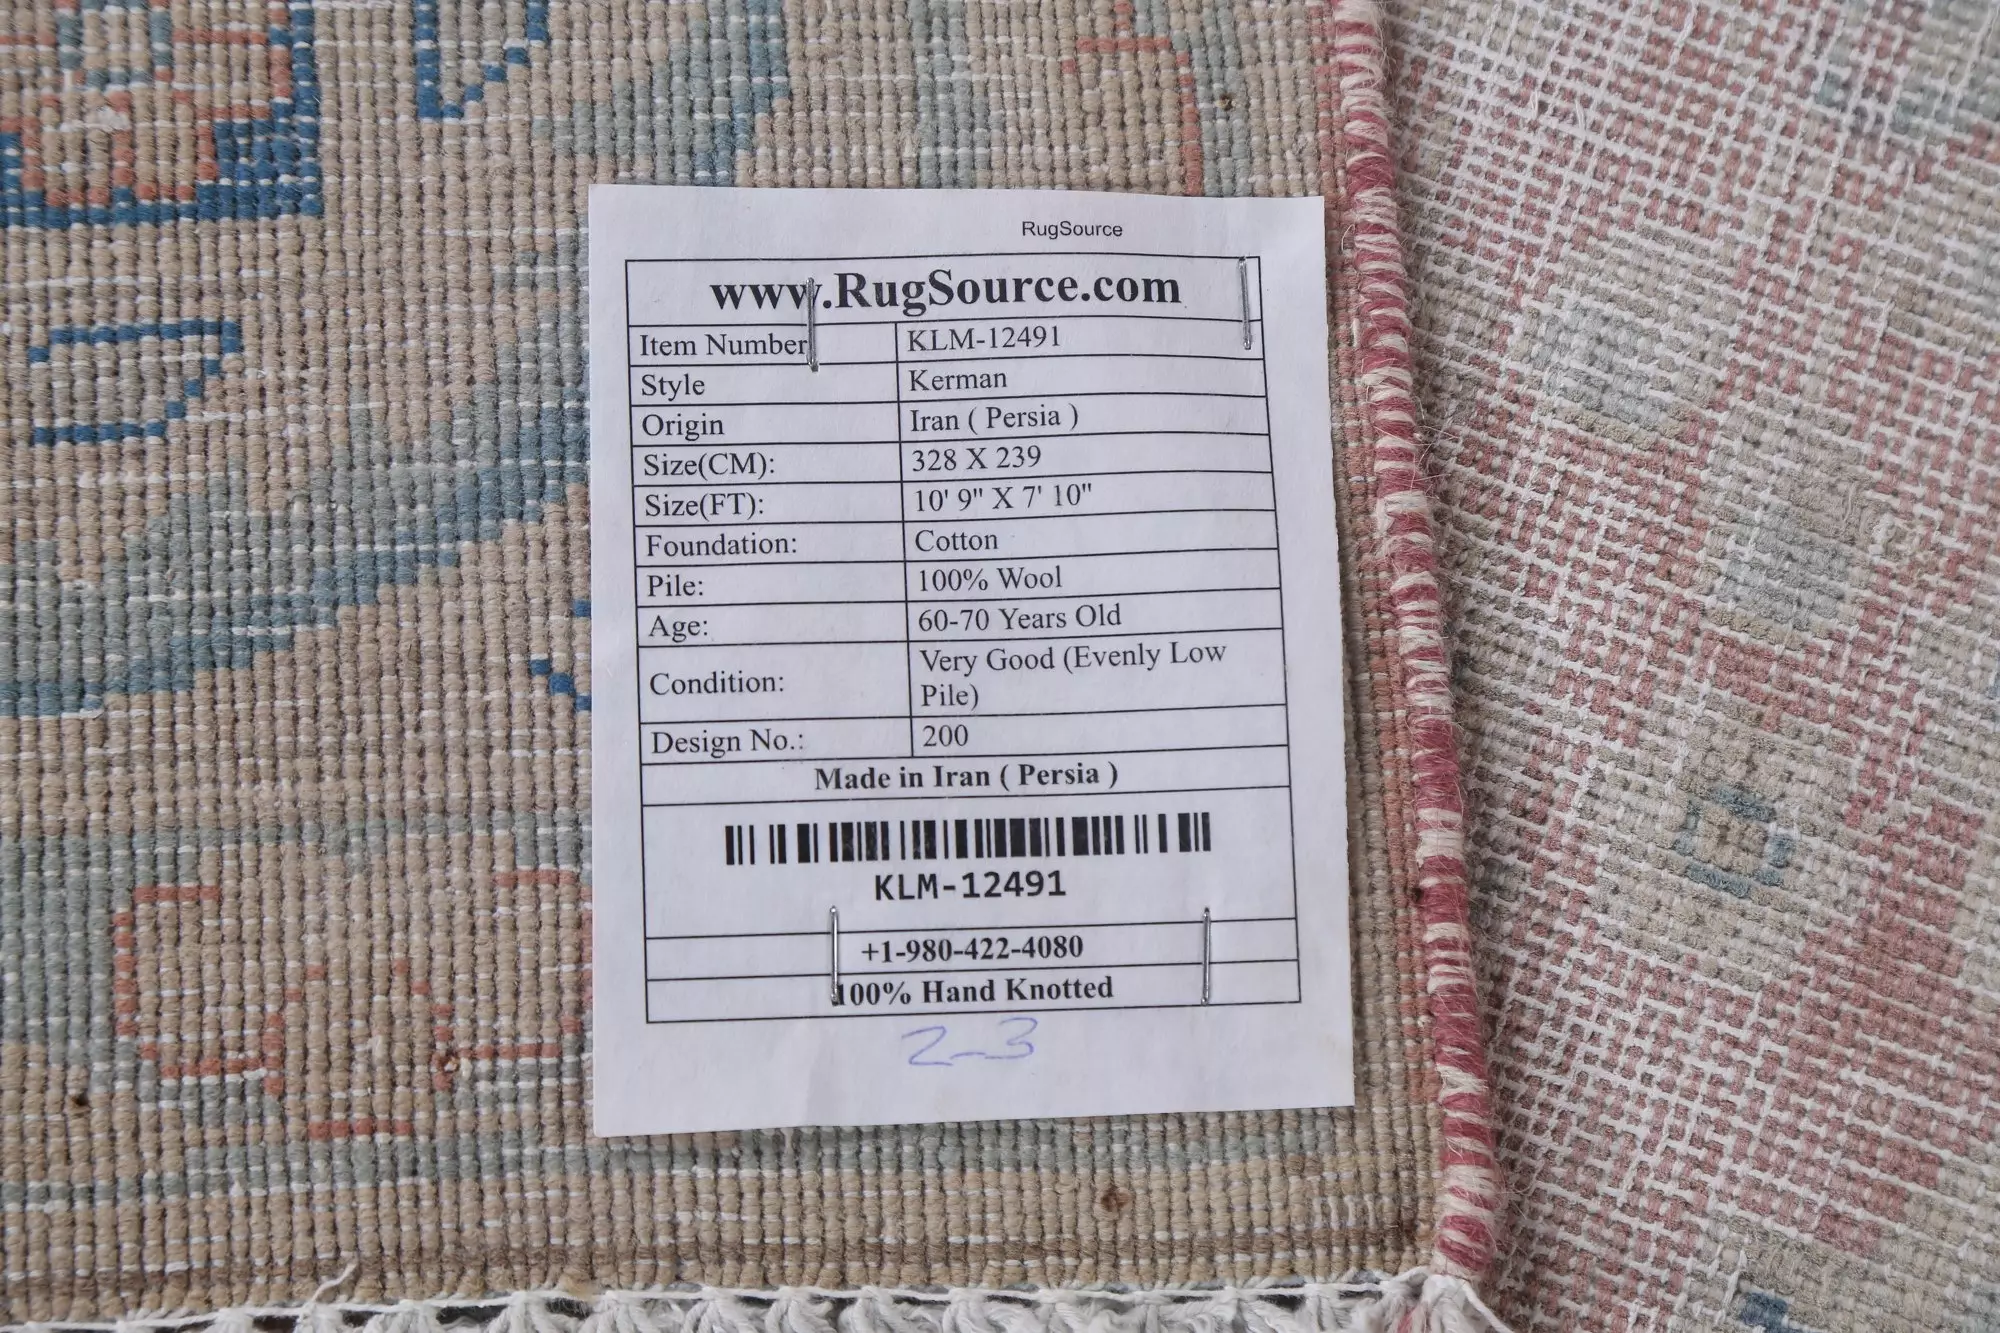 RugSource
www.RugSource.com
Item Number KLM-12491
Style Kerman
Origin Iran ( Persia )
Size(CM): 328 X 239
Size(FT): 10' 9" X 7' 10"
Foundation: Cotton
Pile: 100% Wool
Age: 60-70 Years Old
Condition: Very Good (Evenly Low
Pile)
Design No.: 200
Made in Iran ( Persia )
KLM-12491
+1-980-422-4080
100% Hand Knotted
2-3